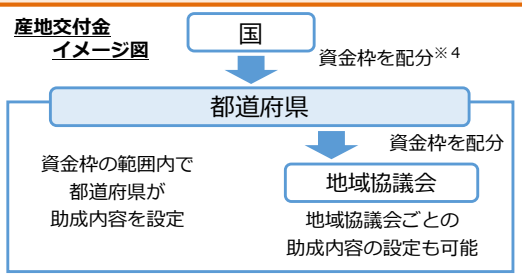 産地交付金
イメージ図
国
資金枠を配分※4
都道府県
資金枠を配分
資金枠の範囲内で
都道府県が
助成内容を設定
地域協議会
地域協議会ごとの
助成内容の設定も可能